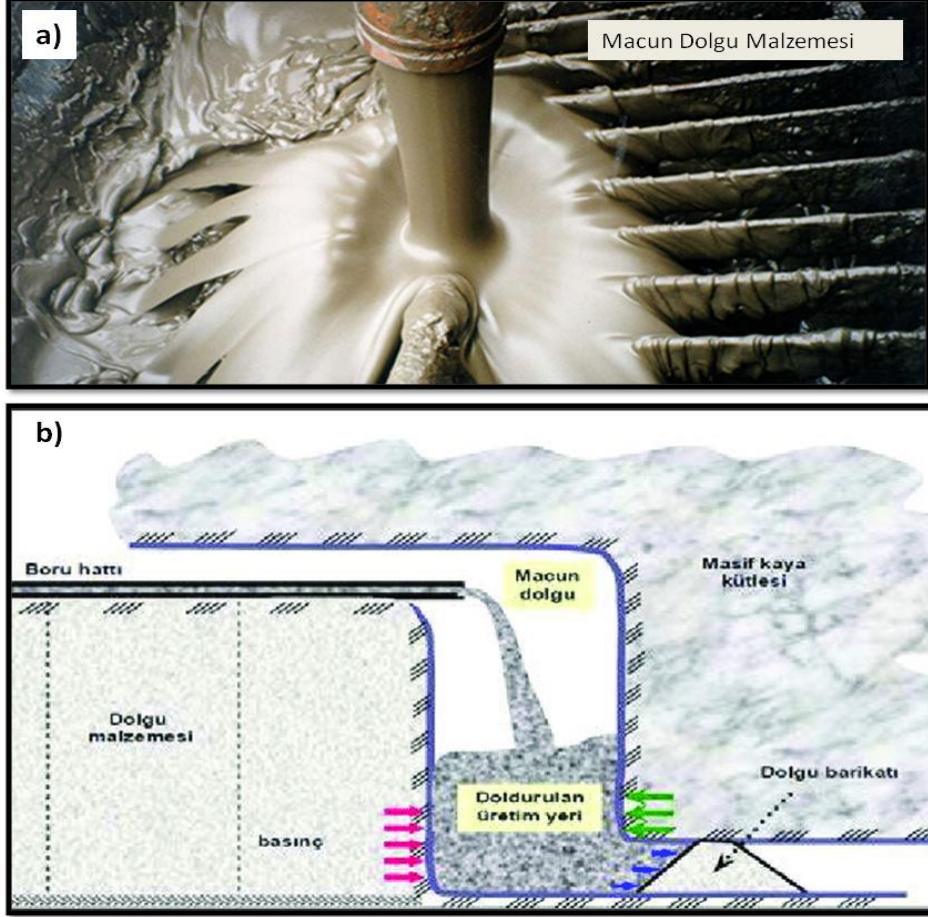 a)
Macun Dolgu Malzemesi
b)
Boru hattı
Macun
dolgu
Masif kaya
kütlesi
Dolgu
malzemesi
Dolgu barikatı
Doldurulan
üretim yeri
basınç